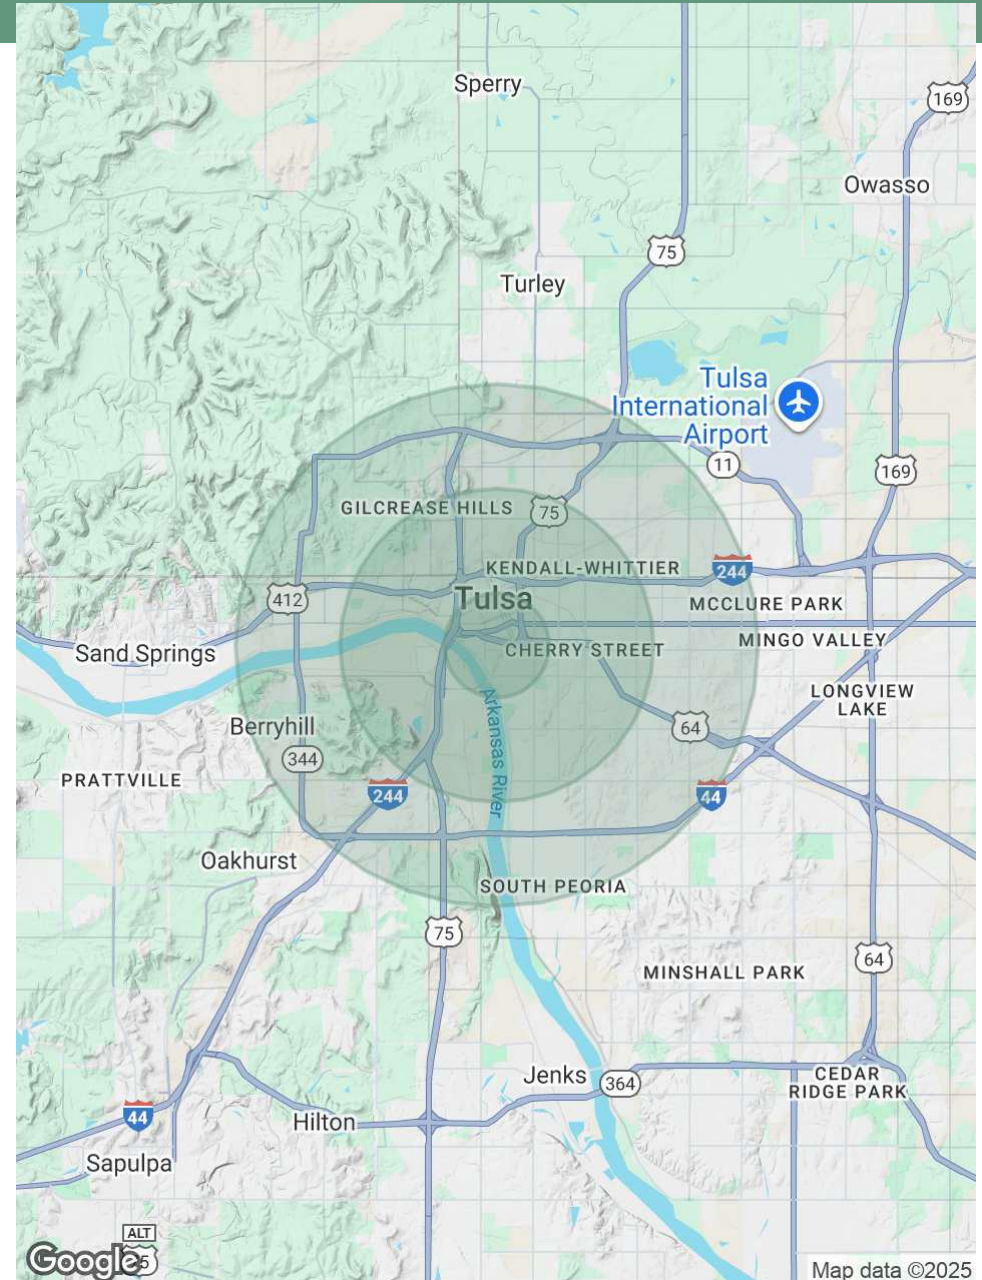 Sperry
169
Owasso
75
Turley
Tulsa
International
Airport
11
169
GILCREASE HILLS
75
KENDALL-WHITTIER
244
412
Tulsa
MCCLURE PARK
MINGO VALLEY
CHERRY STREET
Sand Springs
LONGVIEW
LAKE
Arkansas River
Berryhill
64
344
PRATTVILLE
244
44
Oakhurst
SOUTH PEORIA
75
64
MINSHALL PARK
Jenks
364
CEDAR
RIDGE PARK
44
Hilton
Sapulpa
ALT
Google
Map data ©2025